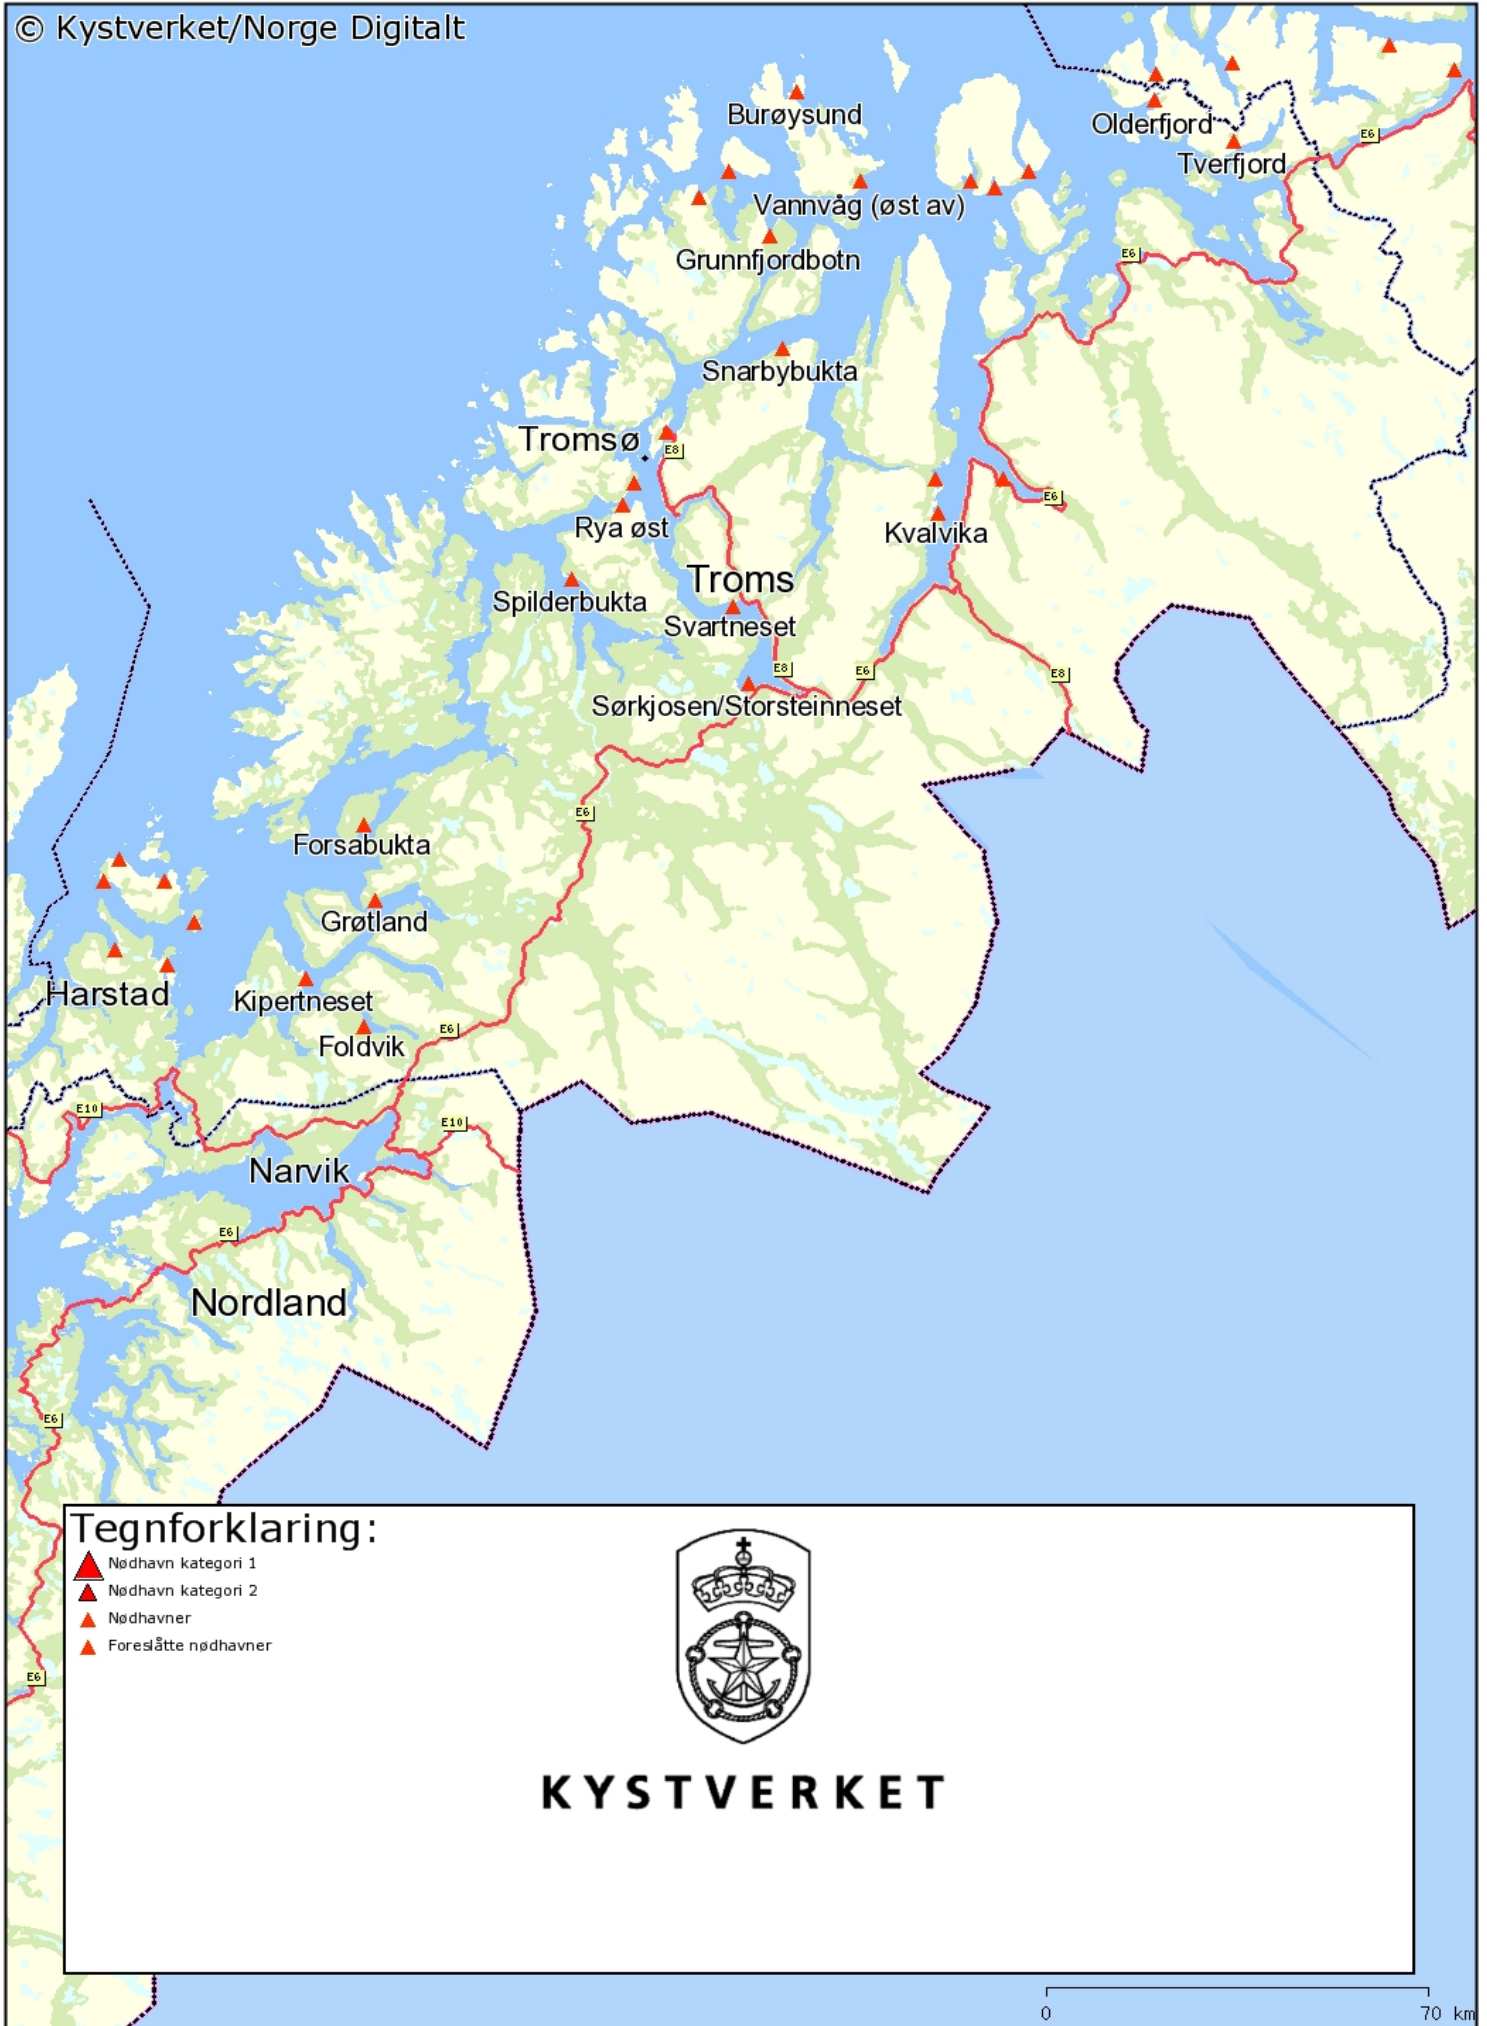 © Kystverket/Norge Digitalt
Burøysund
Olderfjord
E6
Tverfjord
Vannvåg (øst av)
Grunnfjordbotn
E6
Snarbybukta
Tromsø
E8
E6
Rya øst
Kvalvika
Troms
Spilderbukta
Svartneset
E8
E6
E8
Sørkjosen/Storsteinneset
E6
Forsabukta
Grøtland
Harstad
Kipertneset
E6
Foldvik
E10
E10
Narvik
E6
Nordland
E6
Tegnforklaring:
Nødhavn kategori 1
Nødhavn kategori 2
Nødhavner
Foreslåtte nødhavner
E6
KYSTVERKET
0 70 km